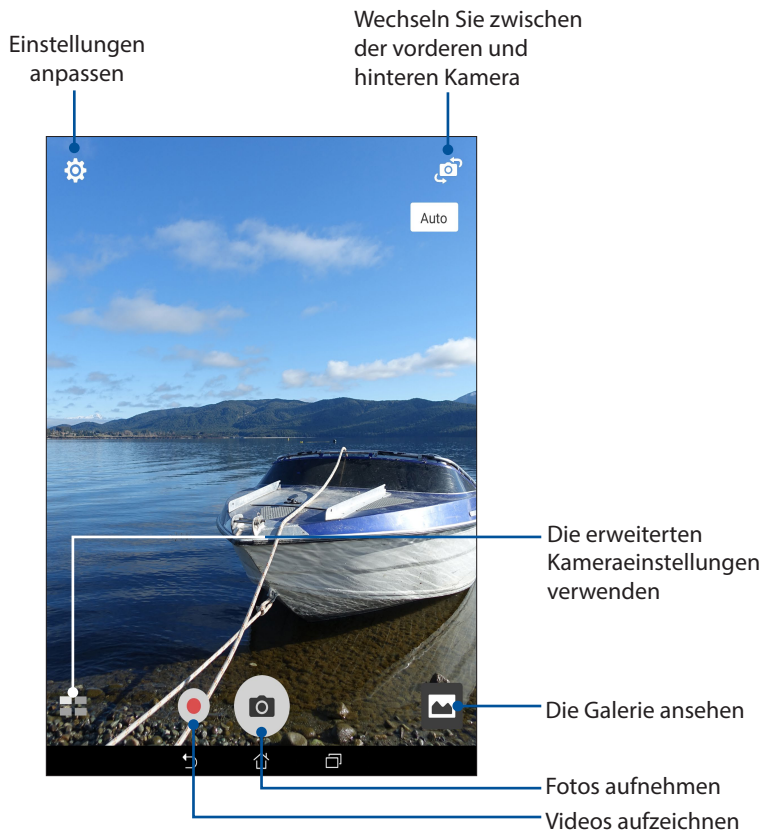 Einstellungen
anpassen
Wechseln Sie zwischen
der vorderen und
hinteren Kamera
Auto
Die erweiterten
Kameraeinstellungen
verwenden
Die Galerie ansehen
Fotos aufnehmen
Videos aufzeichnen